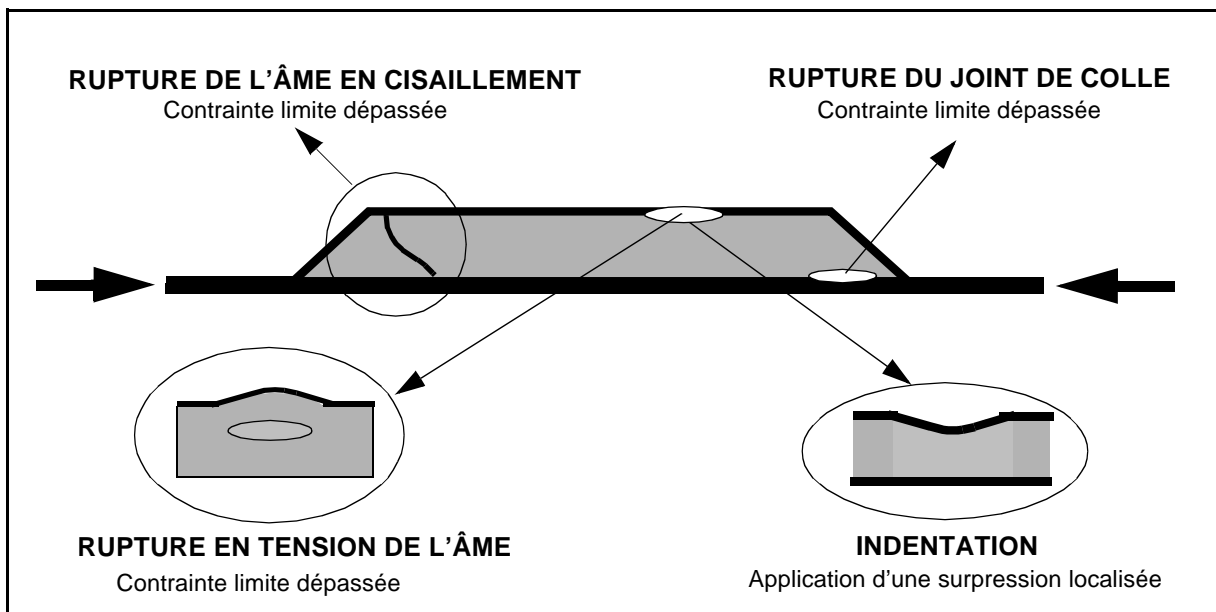 RUPTURE DE L’ÂME EN CISAILLEMENT
Contrainte limite dépassée
RUPTURE DU JOINT DE COLLE
Contrainte limite dépassée
RUPTURE EN TENSION DE L’ÂME
Contrainte limite dépassée
INDENTATION
Application d’une surpression localisée